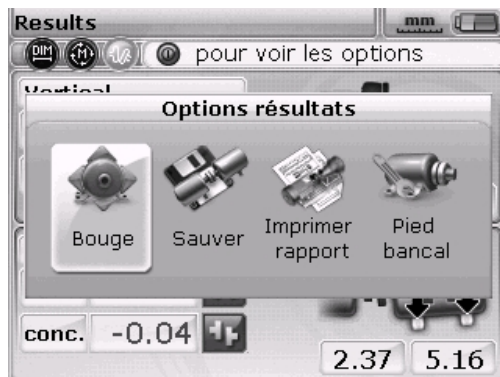 Results
mm
DIM M pour voir les options
Vertical
Options résultats
Bouge
Sauver
Imprimer rapport
Pied bancal
conc. -0.04
2.37 5.16